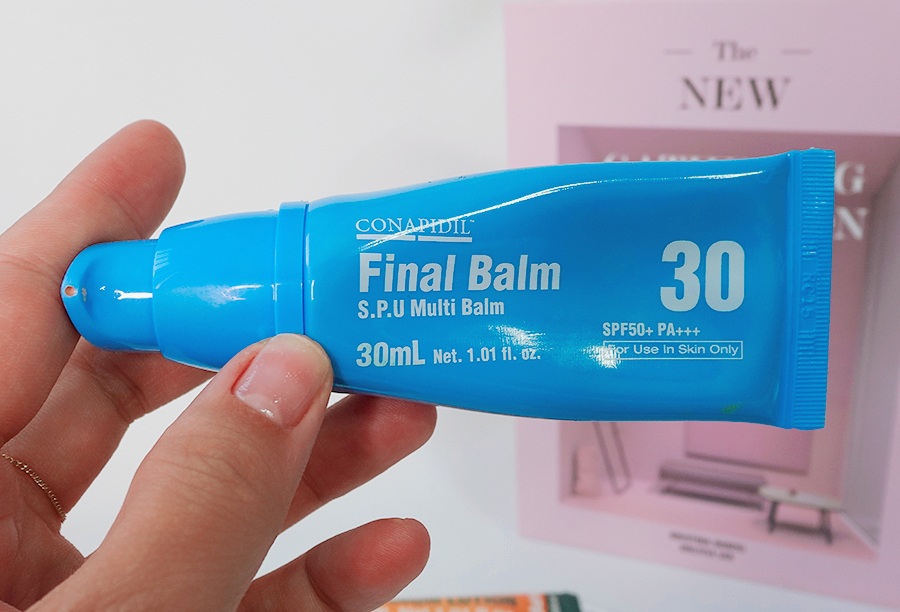 The
NEW
CONAPIDIL™
Final Balm
S.P.U Multi Balm
30mL Net. 1.01 fl. oz.
30
SPF50+ PA+++
For Use In Skin Only